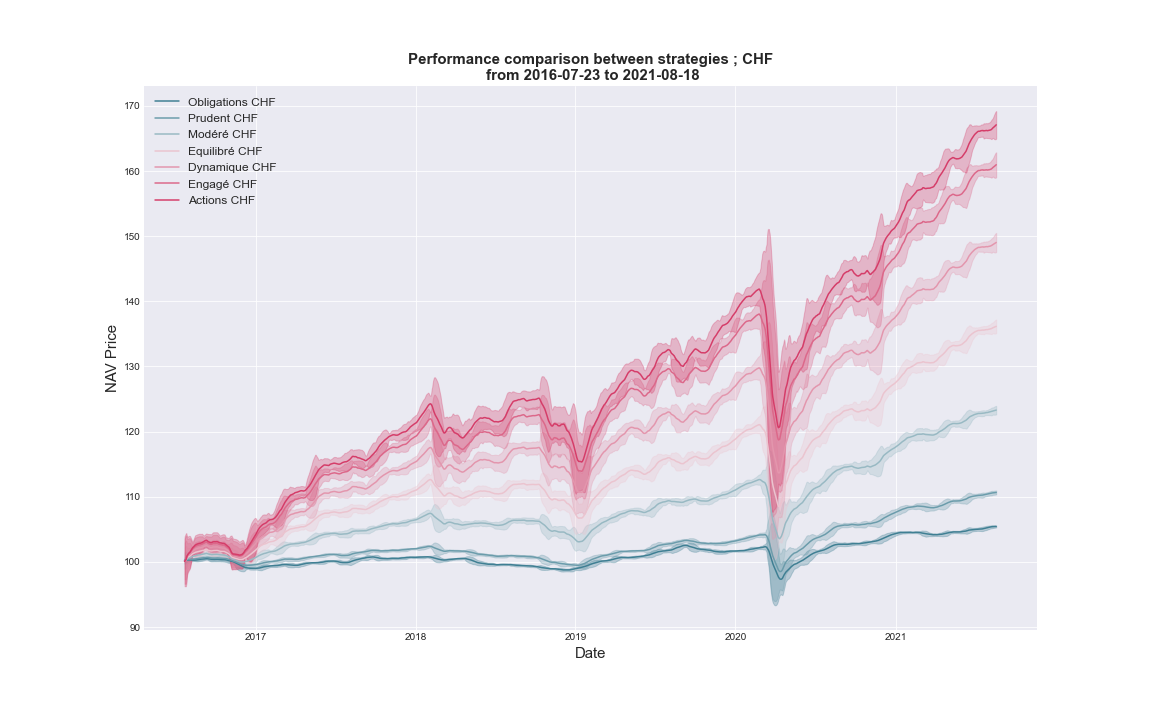 Performance comparison between strategies ; CHF
from 2016-07-23 to 2021-08-18
Obligations CHF
Prudent CHF
Modéré CHF
Equilibré CHF
Dynamique CHF
Engagé CHF
Actions CHF
170
160
150
140
130
120
110
100
90
NAV Price
2017
2018
2019
2020
2021
Date